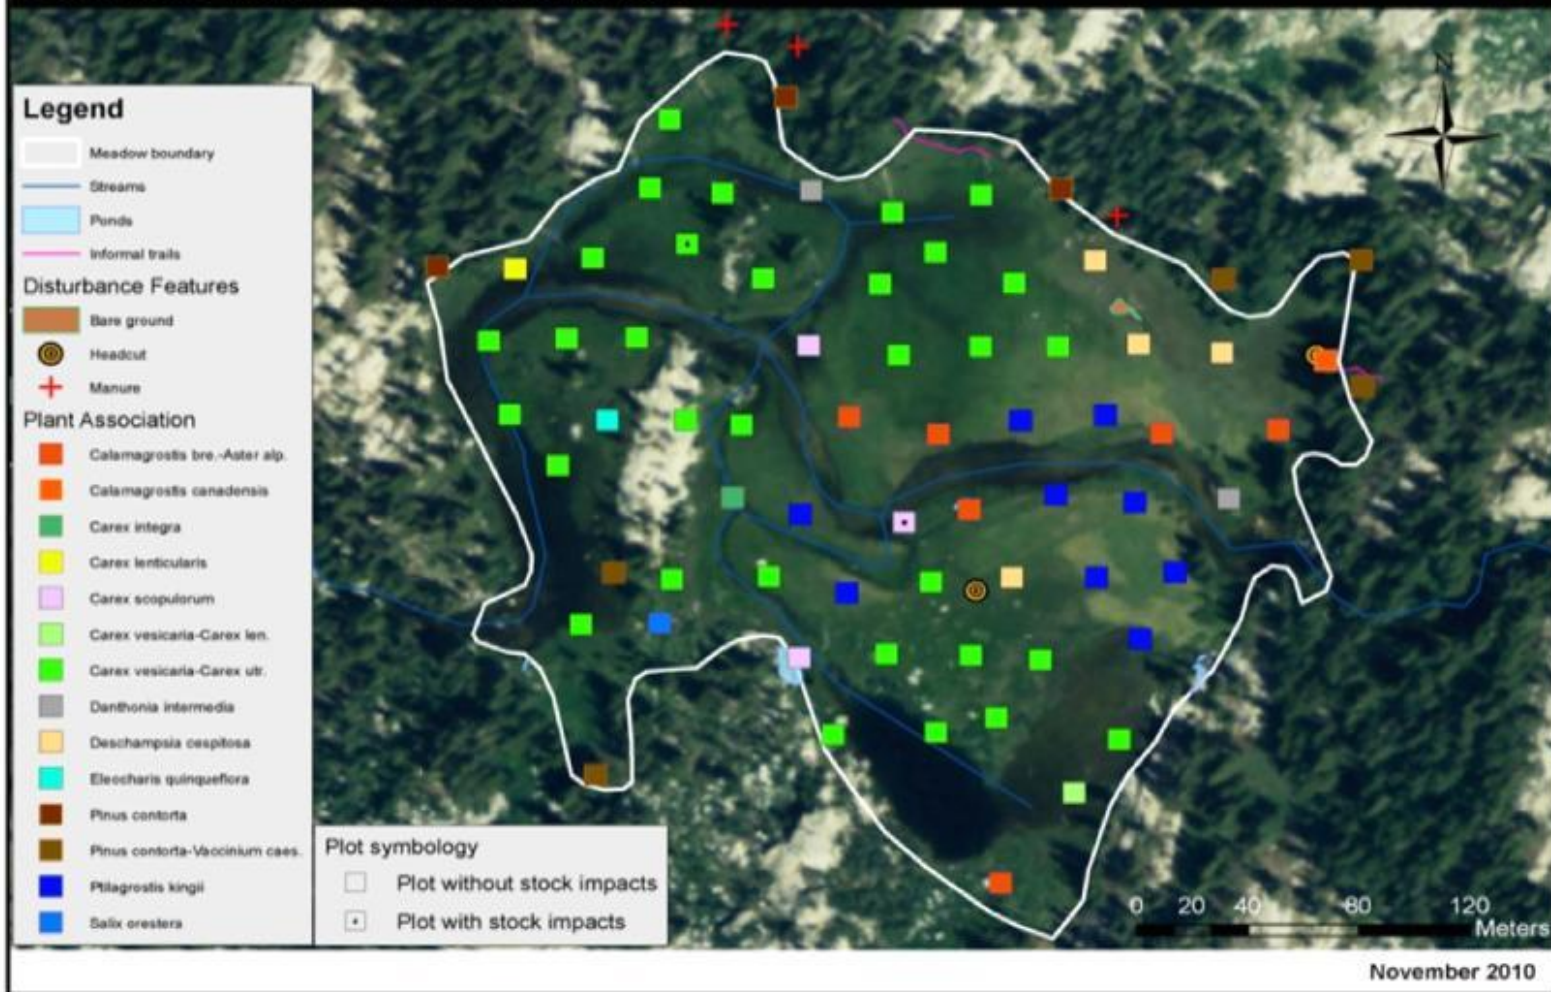 Legend
Meadow boundary
Streams
Ponds
Informal trails
Disturbance Features
Bare ground
Headcut
Manure
Plant Association
Calamagrostis bre.-Aster alp.
Calamagrostis canadensis
Carex integra
Carex lenticularis
Carex scopulorum
Carex vesicaria-Carex len.
Carex vesicaria-Carex utr.
Danthonia intermedia
Deschampsia cespitosa
Eleocharis quinqueflora
Pinus contorta
Pinus contorta-Vaccinium caes.
Ptilagrostis kingii
Salix orestera
Plot symbology
Plot without stock impacts
Plot with stock impacts
N
0 20 40 80 120
Meters
November 2010